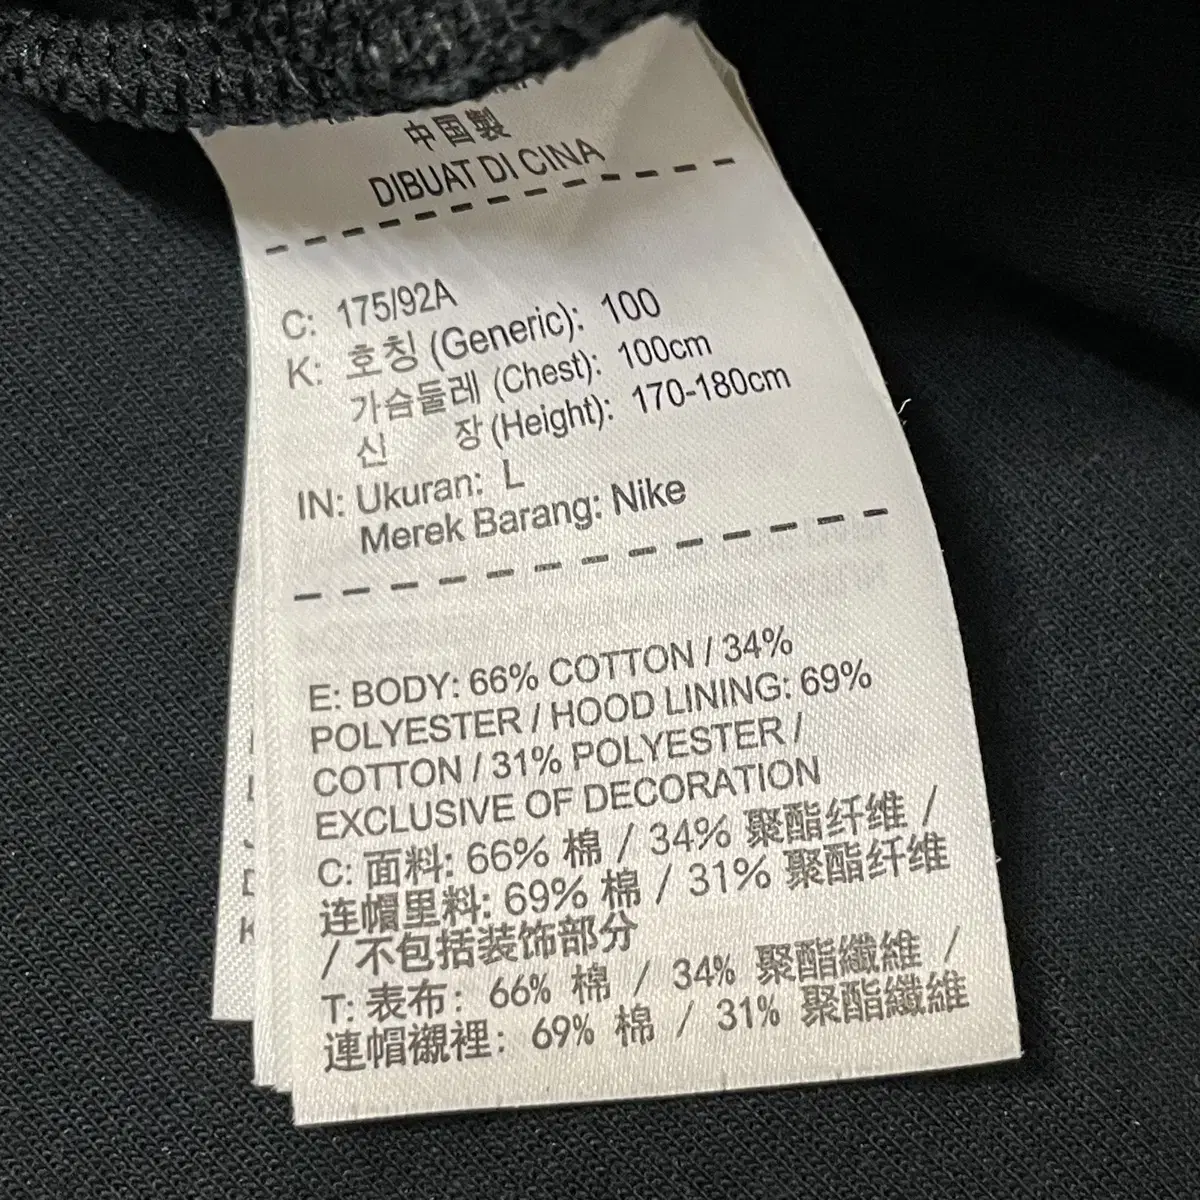 中国製
DIBUAT DI CINA
C: 175/92A
K: 호칭 (Generic): 100
가슴둘레 (Chest): 100cm
신 장 (Height): 170-180cm
IN: Ukuran: L
Merek Barang: Nike
E: BODY: 66% COTTON / 34%
POLYESTER / HOOD LINING: 69%
COTTON / 31% POLYESTER /
EXCLUSIVE OF DECORATION
C: 面料: 66% 棉 / 34% 聚酯纤维 /
连帽里料: 69% 棉 / 31% 聚酯纤维
/ 不包括装饰部分
T: 表布: 66% 棉 / 34% 聚酯纖維 /
連帽襯裡: 69% 棉 / 31% 聚酯纖維